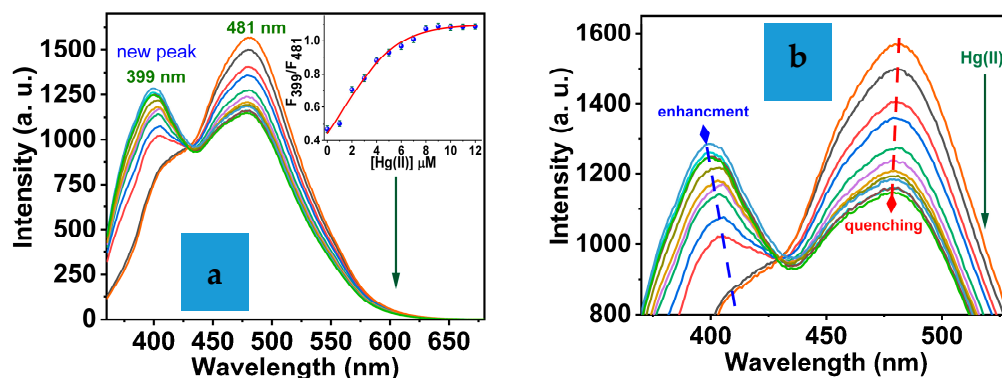 new peak
399 nm
481 nm
1500
1250
1000
750
500
250
0
Intensity (a. u.)
400 450 500 550 600 650
Wavelength (nm)
a
F399/F481
1.0
0.8
0.6
0.4
0 2 4 6 8 10 12
[Hg(II)] μM
b
Hg(II)
enhancment
quenching
1600
1400
1200
1000
800
Intensity (a. u.)
400 450 500
Wavelength (nm)